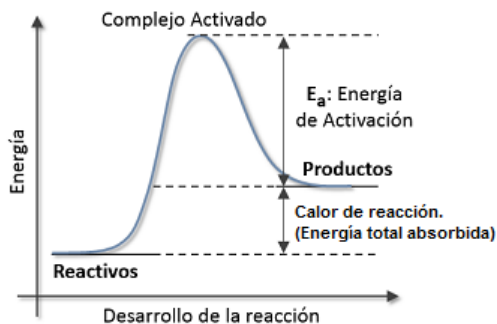 Complejo Activado
Energía
Eₐ: Energía
de Activación
Productos
Calor de reacción.
(Energía total absorbida)
Reactivos
Desarrollo de la reacción